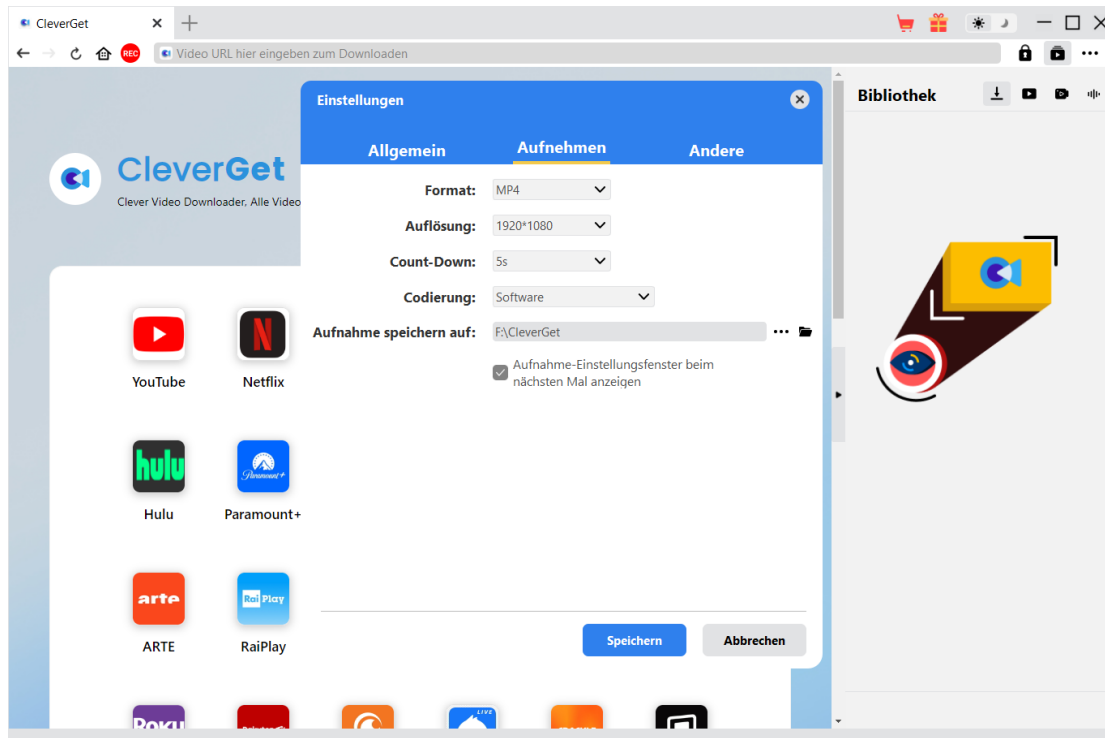 CleverGet
REC
Video URL hier eingeben zum Downloaden
Einstellungen
Allgemein
Aufnehmen
Andere
Bibliothek
CleverGet
Clever Video Downloader, Alle Video
Format:
MP4
Auflösung:
1920*1080
Count-Down:
5s
Codierung:
Software
Aufnahme speichern auf:
F:\CleverGet
Aufnahme-Einstellungsfenster beim
nächsten Mal anzeigen
YouTube
N
Netflix
hulu
Hulu
Paramount+
Paramount+
arte
ARTE
Rai Play
RaiPlay
Speichern
Abbrechen
Roku
LIVE